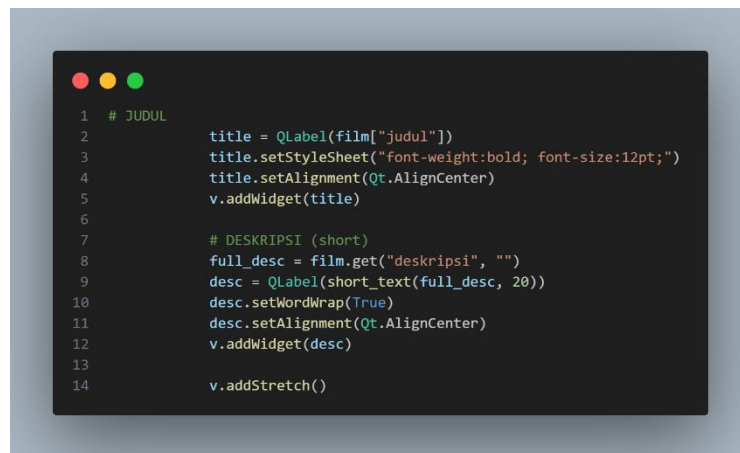 1 # JUDUL
2 title = QLabel(film["judul"])
3 title.setStyleSheet("font-weight:bold; font-size:12pt;")
4 title.setAlignment(Qt.AlignCenter)
5 v.addWidget(title)
6
7 # DESKRIPSI (short)
8 full_desc = film.get("deskripsi", "")
9 desc = QLabel(short_text(full_desc, 20))
10 desc.setWordWrap(True)
11 desc.setAlignment(Qt.AlignCenter)
12 v.addWidget(desc)
13
14 v.addStretch()